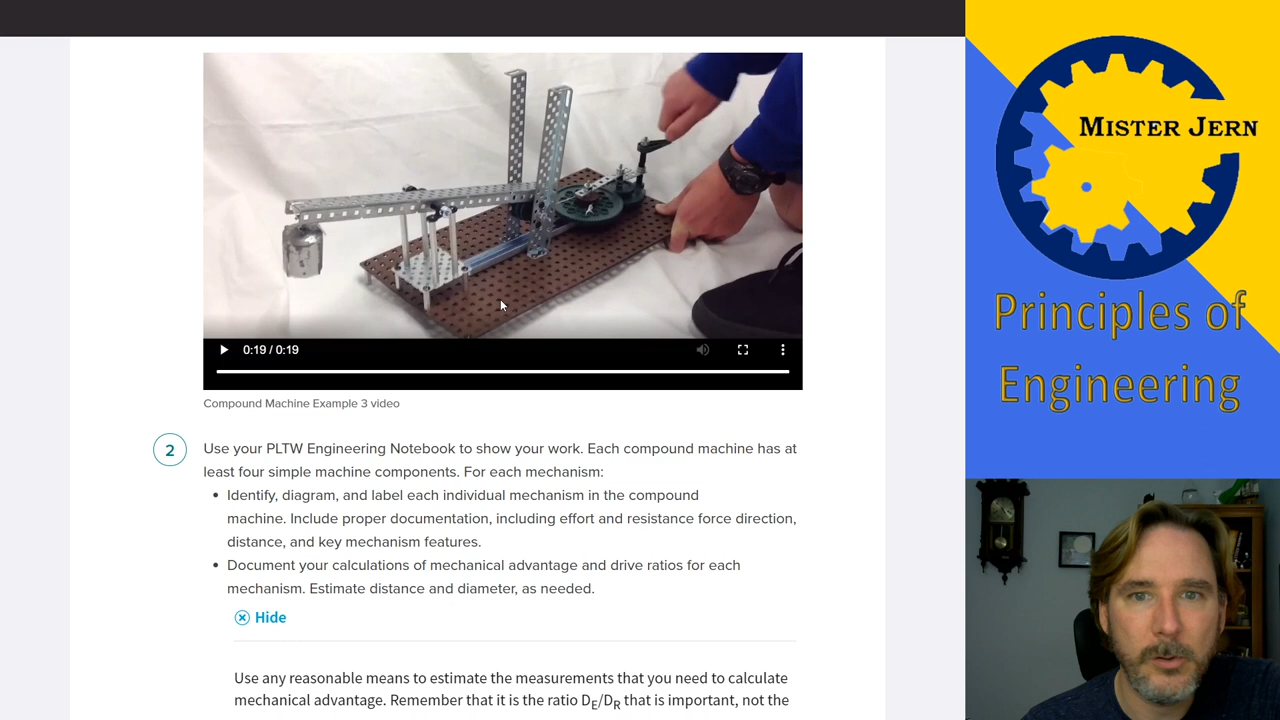 MISTER JERN
Principles of
Engineering
0:19 / 0:19
Compound Machine Example 3 video
2
Use your PLTW Engineering Notebook to show your work. Each compound machine has at
least four simple machine components. For each mechanism:
• Identify, diagram, and label each individual mechanism in the compound
machine. Include proper documentation, including effort and resistance force direction,
distance, and key mechanism features.
• Document your calculations of mechanical advantage and drive ratios for each
mechanism. Estimate distance and diameter, as needed.
Hide
Use any reasonable means to estimate the measurements that you need to calculate
mechanical advantage. Remember that it is the ratio DE/DR that is important, not the